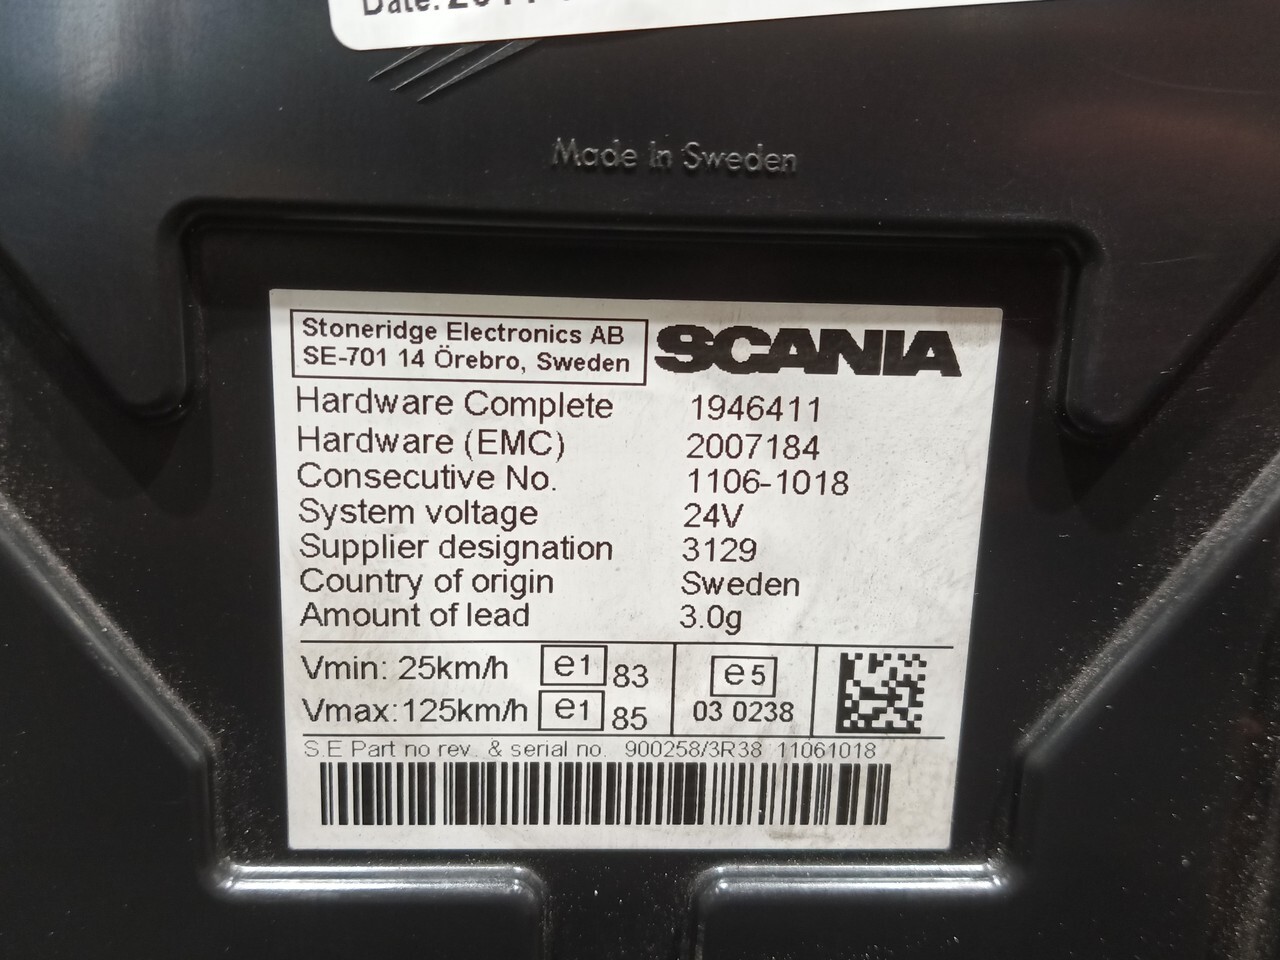 Date: 2011
Made In Sweden
Stoneridge Electronics AB
SE-701 14 Örebro, Sweden
SCANIA
Hardware Complete 1946411
Hardware (EMC) 2007184
Consecutive No. 1106-1018
System voltage 24V
Supplier designation 3129
Country of origin Sweden
Amount of lead 3.0g
Vmin: 25km/h e1 83
Vmax:125km/h e1 85
e5
03 0238
S.E Part no rev. & serial no. 900258/3R38 11061018